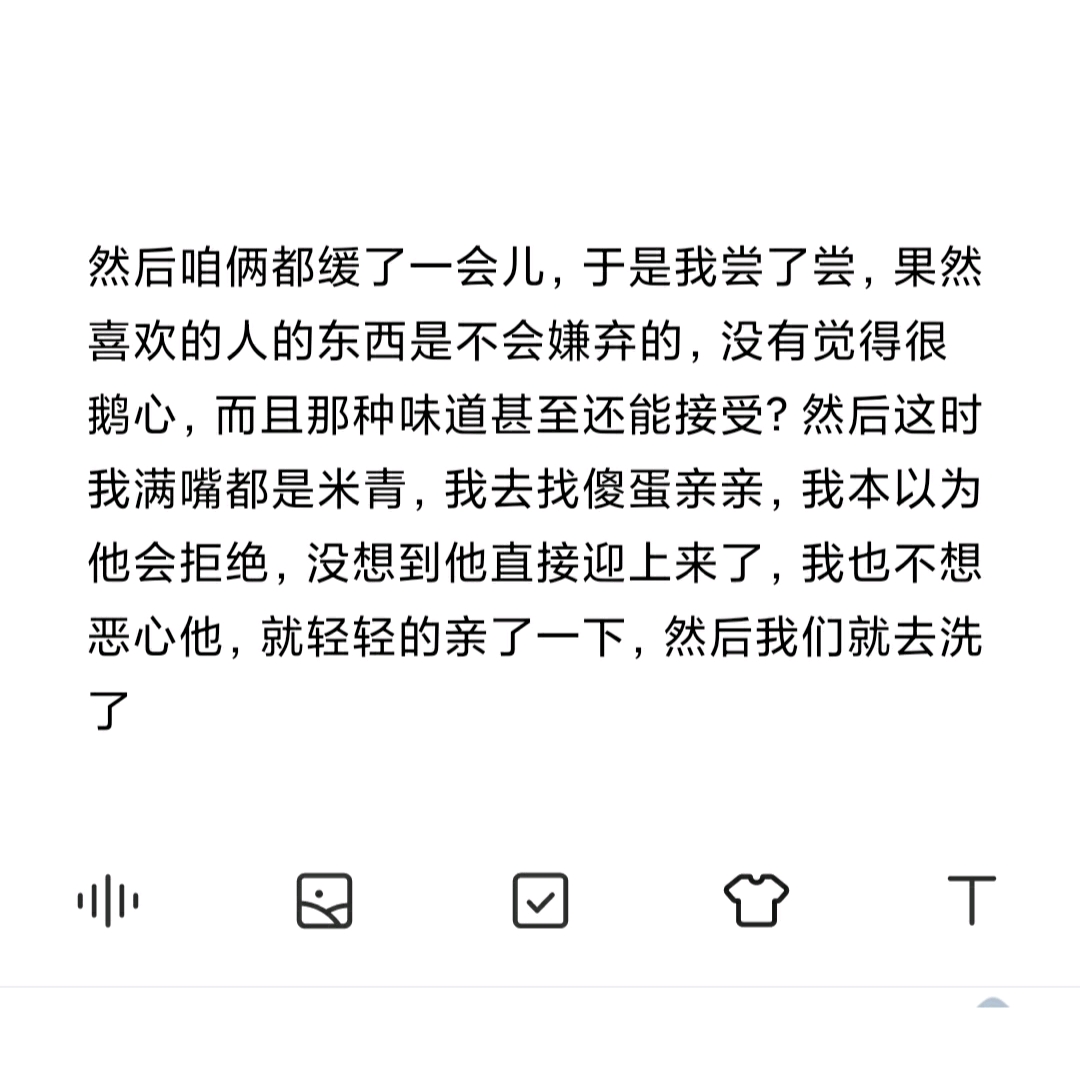 然后咱俩都缓了一会儿，于是我尝了尝，果然
喜欢的人的东西是不会嫌弃的，没有觉得很
鹅心，而且那种味道甚至还能接受？然后这时
我满嘴都是米青，我去找傻蛋亲亲，我本以为
他会拒绝，没想到他直接迎上来了，我也不想
恶心他，就轻轻的亲了一下，然后我们就去洗
了